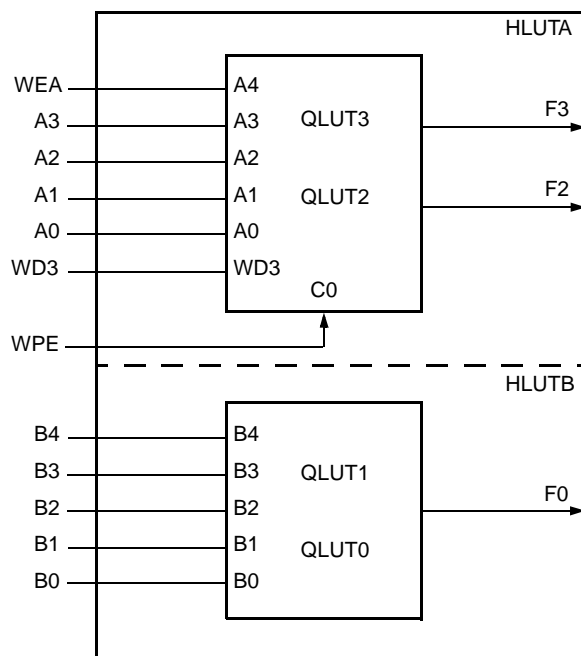 HLUTA
WEA A4 QLUT3 F3
A3 A3
A2 A2 F2
A1 A1 QLUT2
A0 A0
WD3 WD3
C0
WPE
HLUTB
B4 B4
B3 B3 QLUT1
B2 B2 F0
B1 B1 QLUT0
B0 B0